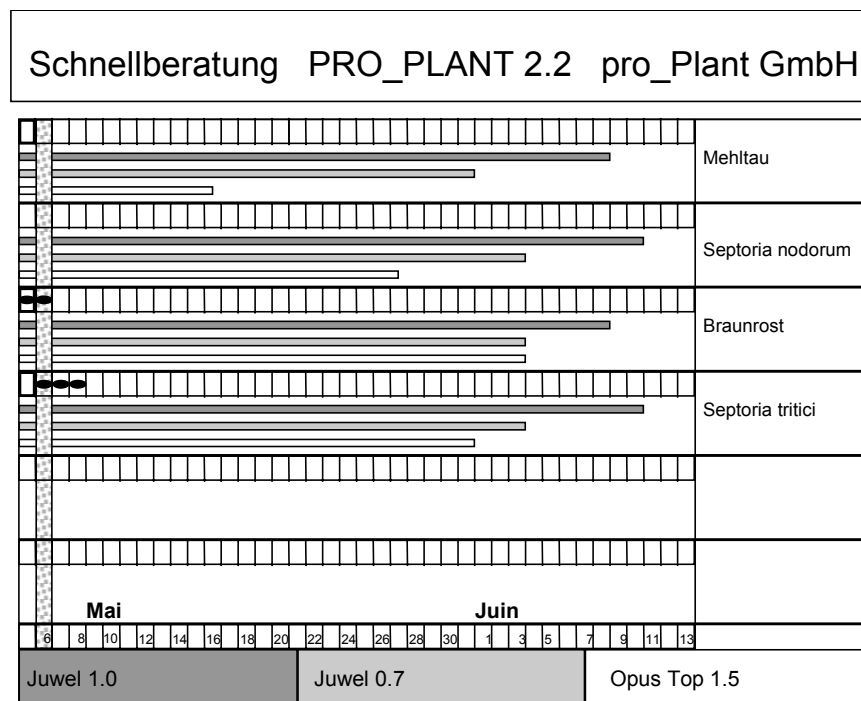 Schnellberatung PRO_PLANT 2.2 pro_Plant GmbH
Mehltau
Septoria nodorum
Braunrost
Septoria tritici
Mai Juin
6 8 10 12 14 16 18 20 22 24 26 28 30 1 3 5 7 9 11 13
Juwel 1.0 Juwel 0.7 Opus Top 1.5